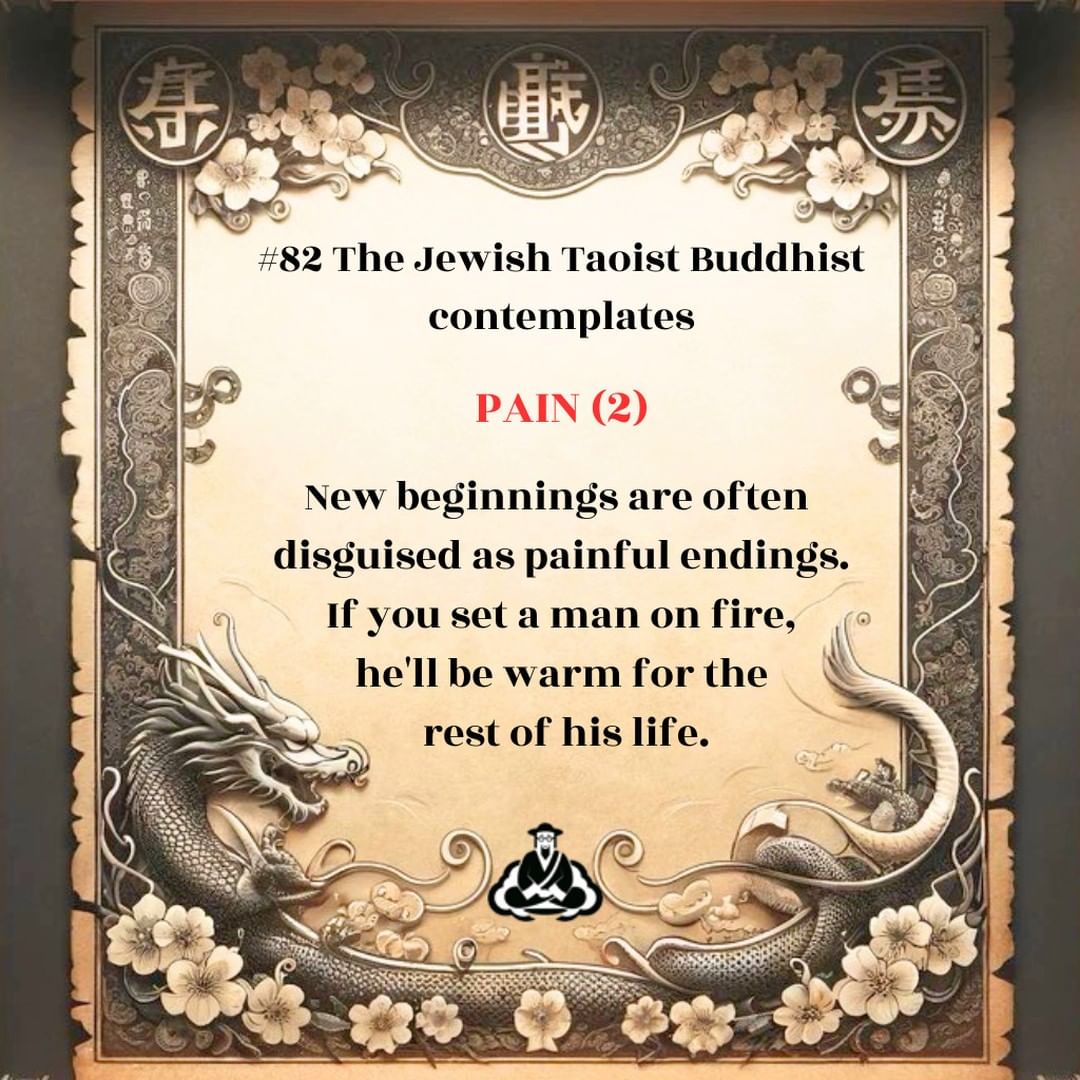 #82 The Jewish Taoist Buddhist
contemplates
PAIN (2)
New beginnings are often
disguised as painful endings.
If you set a man on fire,
he'll be warm for the
rest of his life.